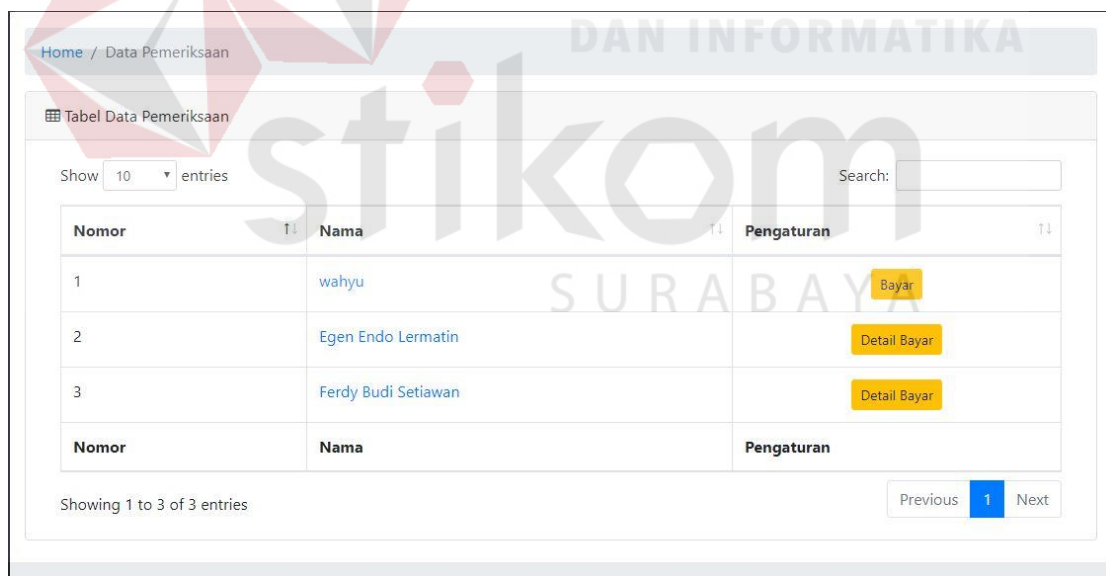 DAN INFORMATIKA
Home / Data Pemeriksaan
Tabel Data Pemeriksaan
stikom
Show 10 entries
Search:
Nomor Nama Pengaturan
SURABAYA
1 wahyu Bayar
2 Egen Endo Lermatin Detail Bayar
3 Ferdy Budi Setiawan Detail Bayar
Nomor Nama Pengaturan
Showing 1 to 3 of 3 entries
Previous 1 Next